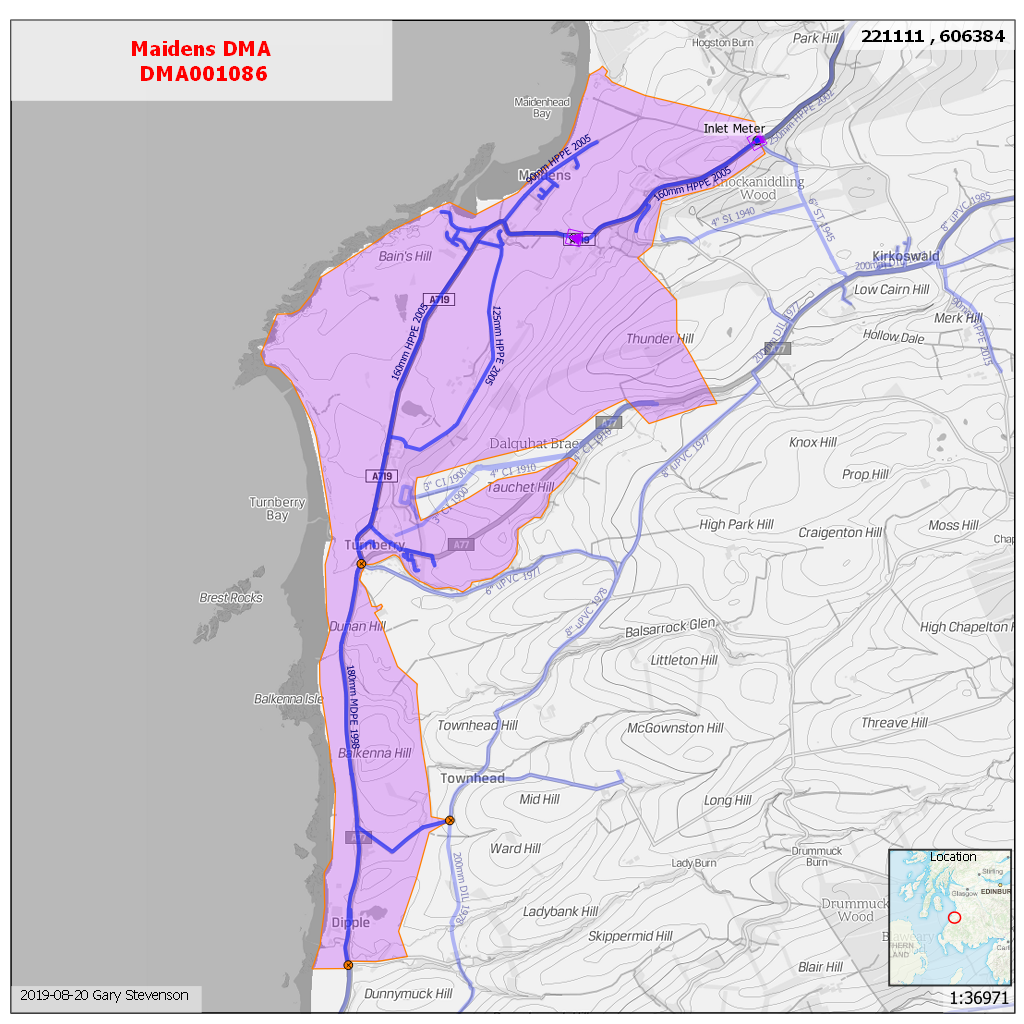 Maidens DMA
DMA001086
221111 , 606384
Park Hill
Hogston Burn
Maidenhead
Bay
250mm HPPE 2002
Inlet Meter
90mm HPPE 2005
Maidens
160mm HPPE 2005
Knockaniddling
Wood
4" SI 1940
6" ST 1945
8" uPVC 1985
A719
Bain's Hill
Kirkoswald
200mm DIL 1977
Low Cairn Hill
A719
160mm HPPE 2005
125mm HPPE 2005
90mm HPPE 2015
Merk Hill
Hollow Dale
Thunder Hill
A77
200mm DIL 1977
A77
4" CI 1910
Dalquhat Braes
Knox Hill
8" uPVC 1977
Prop Hill
A719
3" CI 1900
4" CI 1910
3" CI 1900
Tauchet Hill
Turnberry
Bay
High Park Hill
Craigenton Hill
Moss Hill
Turnberry
A77
6" uPVC 1977
8" uPVC 1978
Brest Rocks
Dunan Hill
Balsarrock Glen
High Chapelton H
Littleton Hill
Balkenna Isle
180mm MDPE 1998
Townhead Hill
McGownston Hill
Threave Hill
Balkenna Hill
Townhead
Mid Hill
Long Hill
A77
Ward Hill
200mm DIL 1978
Lady Burn
Drummuck
Burn
Location
Stirling
Glasgow
EDINBUR
Drummuck
Wood
Ladybank Hill
Dipple
Skippermid Hill
HERN
LAND
Carl
Blair Hill
Dunnymuck Hill
2019-08-20 Gary Stevenson
1:36971